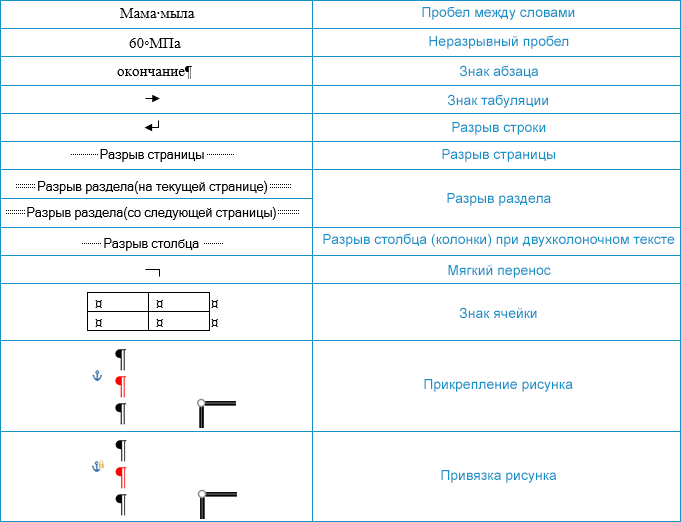 Мама·мыла Пробел между словами
60°МПа Неразрывный пробел
окончание¶ Знак абзаца
Знак табуляции
Разрыв строки
Разрыв страницы Разрыв страницы
Разрыв раздела(на текущей странице)
Разрыв раздела
Разрыв раздела(со следующей страницы)
Разрыв столбца Разрыв столбца (колонки) при двухколоночном тексте
Мягкий перенос
¤ ¤ ¤
Знак ячейки
¤ ¤ ¤
¶
¶ Прикрепление рисунка
¶
¶
¶ Привязка рисунка
¶